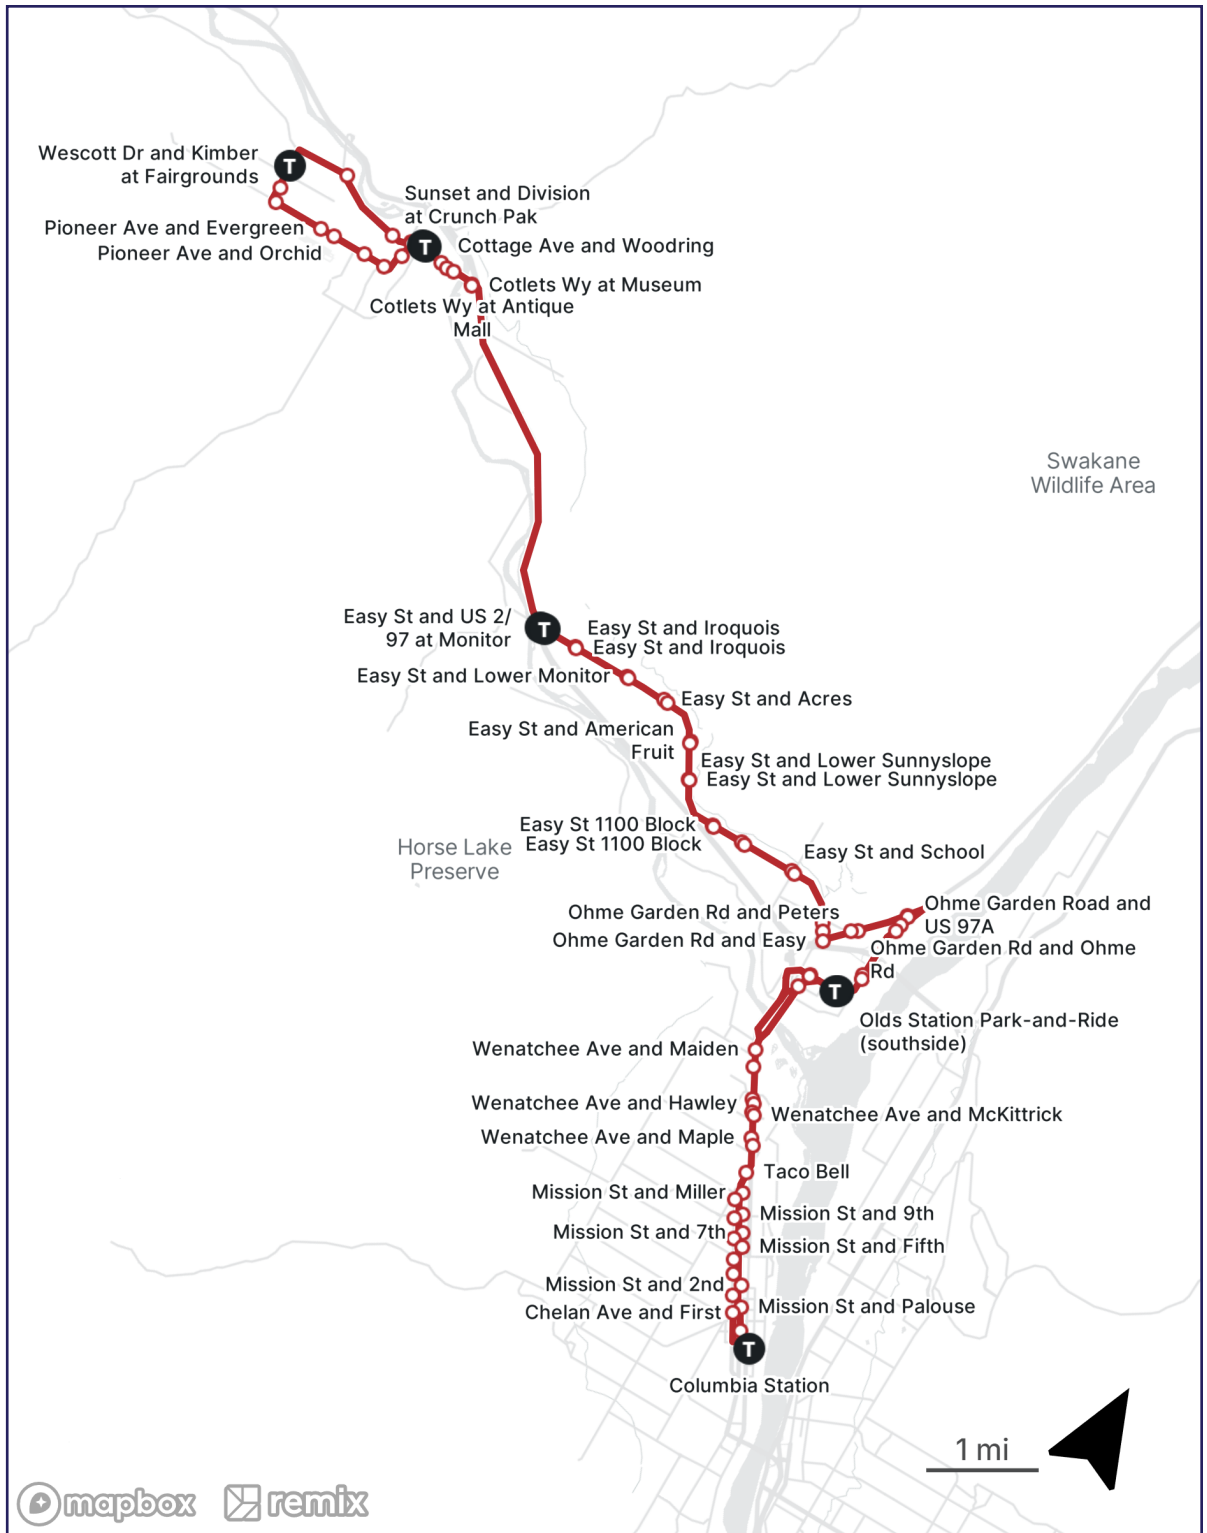 Wescott Dr and Kimber
at Fairgrounds
T
Sunset and Division
at Crunch Pak
Pioneer Ave and Evergreen
T
Cottage Ave and Woodring
Pioneer Ave and Orchid
Cotlets Wy at Museum
Cotlets Wy at Antique
Mall
Swakane
Wildlife Area
Easy St and US 2/
97 at Monitor
T
Easy St and Iroquois
Easy St and Iroquois
Easy St and Lower Monitor
Easy St and Acres
Easy St and American
Fruit
Easy St and Lower Sunnyslope
Easy St and Lower Sunnyslope
Easy St 1100 Block
Easy St 1100 Block
Horse Lake
Preserve
Easy St and School
Ohme Garden Road and
US 97A
Ohme Garden Rd and Peters
Ohme Garden Rd and Easy
Ohme Garden Rd and Ohme
Rd
T
Olds Station Park-and-Ride
(southside)
Wenatchee Ave and Maiden
Wenatchee Ave and Hawley
Wenatchee Ave and McKittrick
Wenatchee Ave and Maple
Taco Bell
Mission St and Miller
Mission St and 9th
Mission St and 7th
Mission St and Fifth
Mission St and 2nd
Mission St and Palouse
Chelan Ave and First
T
Columbia Station
1 mi
mapbox
remix